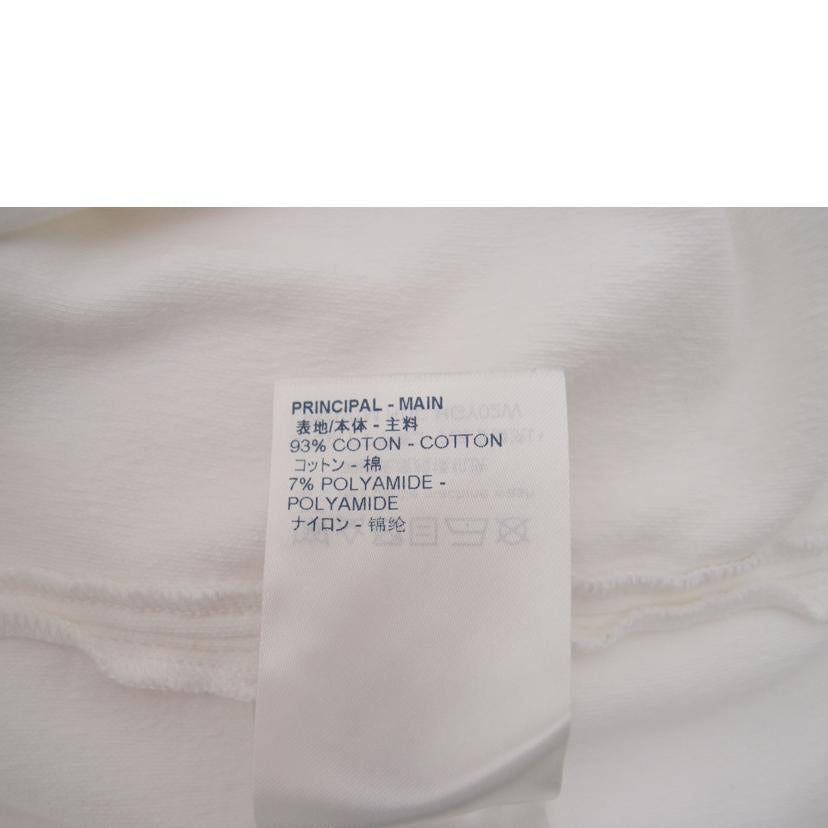 PRINCIPAL - MAIN
表地/本体 - 主料
93% COTON - COTTON
コットン - 棉
7% POLYAMIDE -
POLYAMIDE
ナイロン - 锦纶